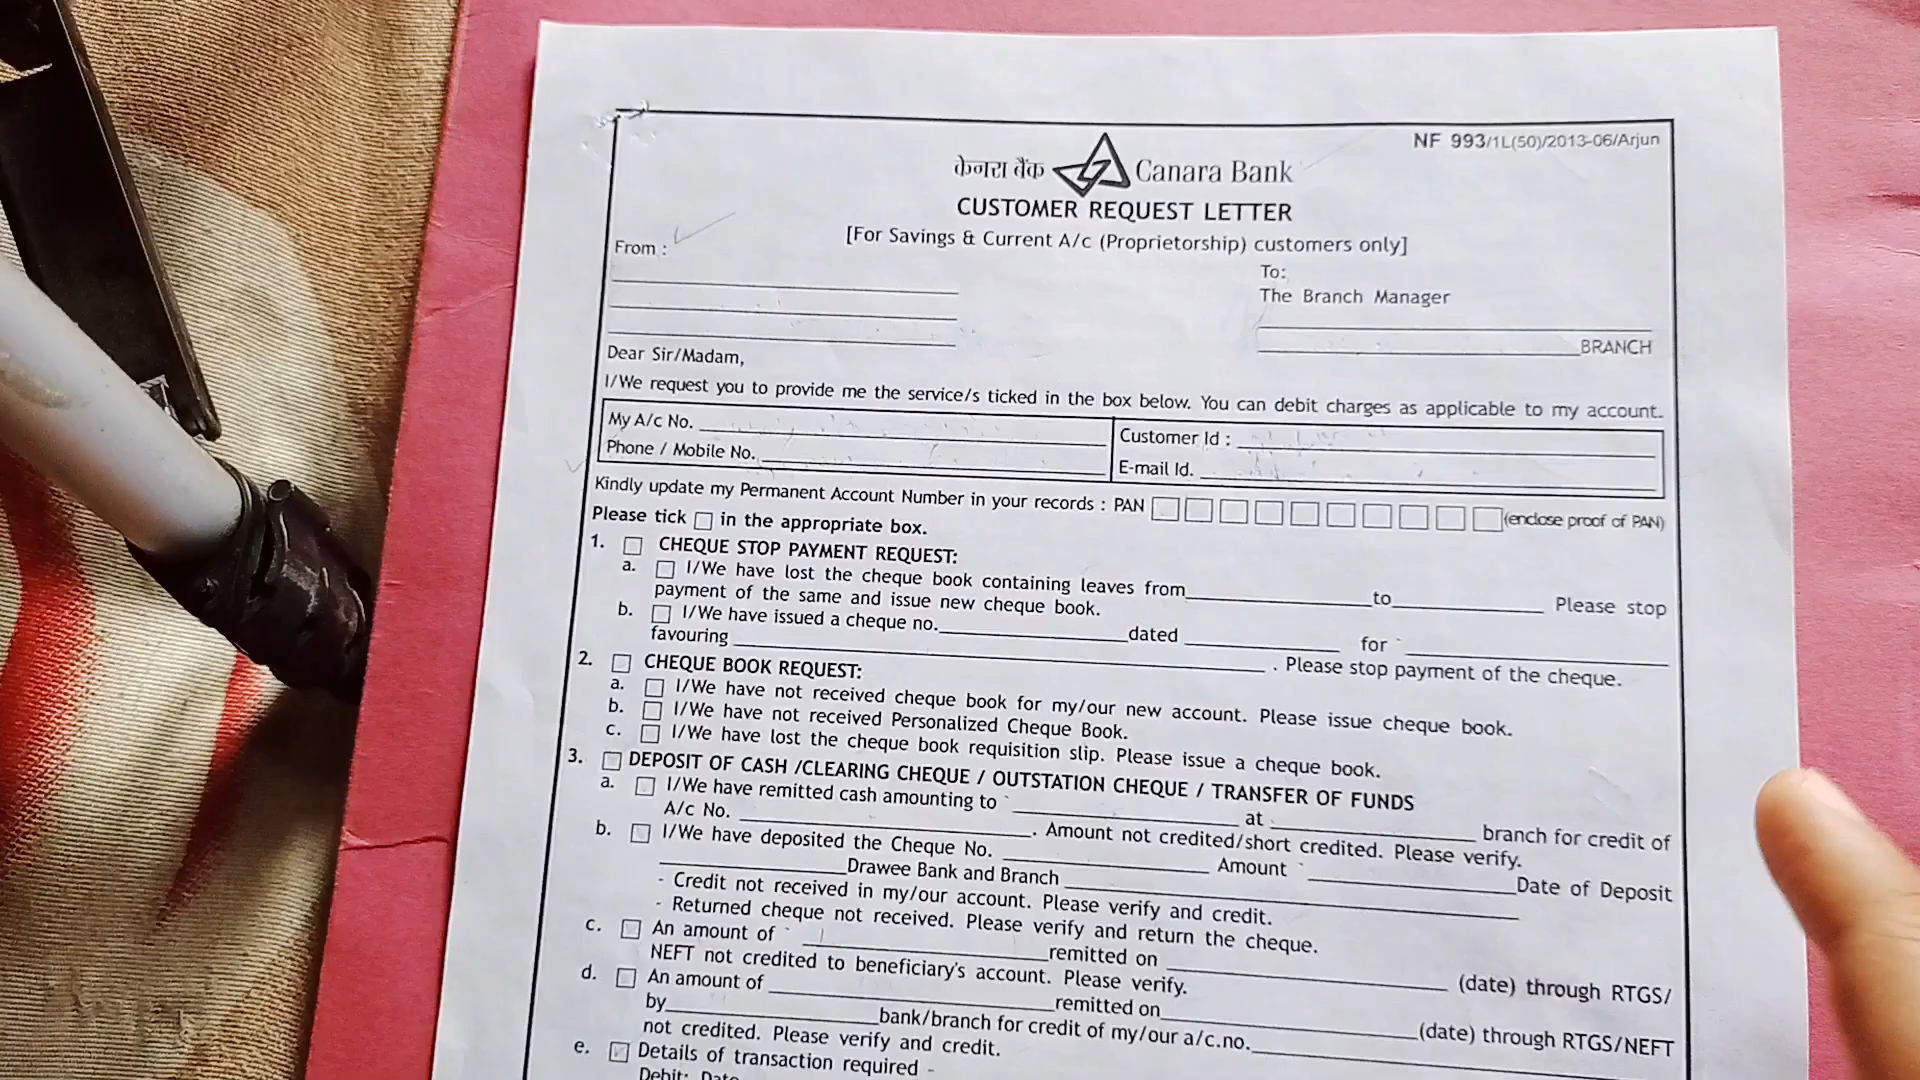 NF 993/1L(50)/2013-06/Arjun
केनरा बैंक Canara Bank
CUSTOMER REQUEST LETTER
[For Savings & Current A/c (Proprietorship) customers only]
From :
To:
The Branch Manager
BRANCH
Dear Sir/Madam,
I/We request you to provide me the service/s ticked in the box below. You can debit charges as applicable to my account.
My A/c No.
Customer Id :
Phone / Mobile No.
E-mail Id.
Kindly update my Permanent Account Number in your records : PAN (enclose proof of PAN)
Please tick in the appropriate box.
1. CHEQUE STOP PAYMENT REQUEST:
a. I/We have lost the cheque book containing leaves from to Please stop
payment of the same and issue new cheque book.
b. I/We have issued a cheque no. dated for `
favouring . Please stop payment of the cheque.
2. CHEQUE BOOK REQUEST:
a. I/We have not received cheque book for my/our new account. Please issue cheque book.
b. I/We have not received Personalized Cheque Book.
c. I/We have lost the cheque book requisition slip. Please issue a cheque book.
3. DEPOSIT OF CASH /CLEARING CHEQUE / OUTSTATION CHEQUE / TRANSFER OF FUNDS
a. I/We have remitted cash amounting to ` at branch for credit of
A/c No. . Amount not credited/short credited. Please verify.
b. I/We have deposited the Cheque No. Amount ` Date of Deposit
Drawee Bank and Branch
- Credit not received in my/our account. Please verify and credit.
- Returned cheque not received. Please verify and return the cheque.
c. An amount of ` remitted on (date) through RTGS/
NEFT not credited to beneficiary's account. Please verify.
d. An amount of remitted on (date) through RTGS/NEFT
by bank/branch for credit of my/our a/c.no.
not credited. Please verify and credit.
e. Details of transaction required -
Debit: Date